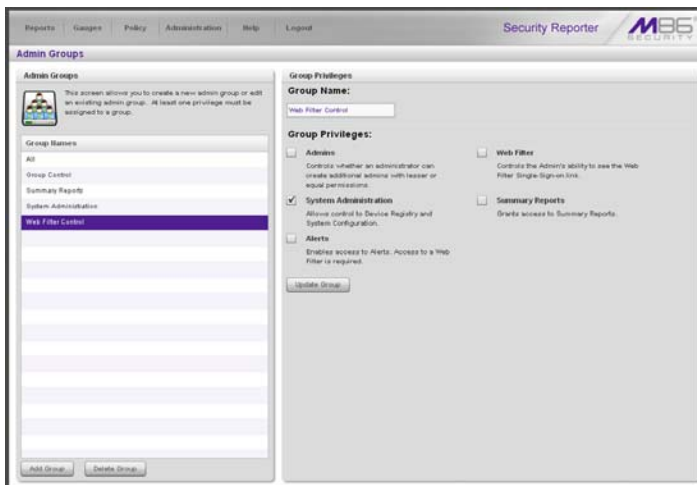 Reports Gauges Policy Administration Help Logout
Security Reporter
M86
SECURITY
Admin Groups
Admin Groups
This screen allows you to create a new admin group or edit
an existing admin group. At least one privilege must be
assigned to a group.
Group Names
All
Group Control
Summary Reports
System Administration
Web Filter Control
Add Group Delete Group
Group Privileges
Group Name:
Web Filter Control
Group Privileges:
Admins
Controls whether an administrator can
create additional admins with lesser or
equal permissions.
Web Filter
Controls the Admin's ability to see the Web
Filter Single-Sign-on link.
System Administration
Allows control to Device Registry and
System Configuration.
Summary Reports
Grants access to Summary Reports.
Alerts
Enables access to Alerts. Access to a Web
Filter is required.
Update Group